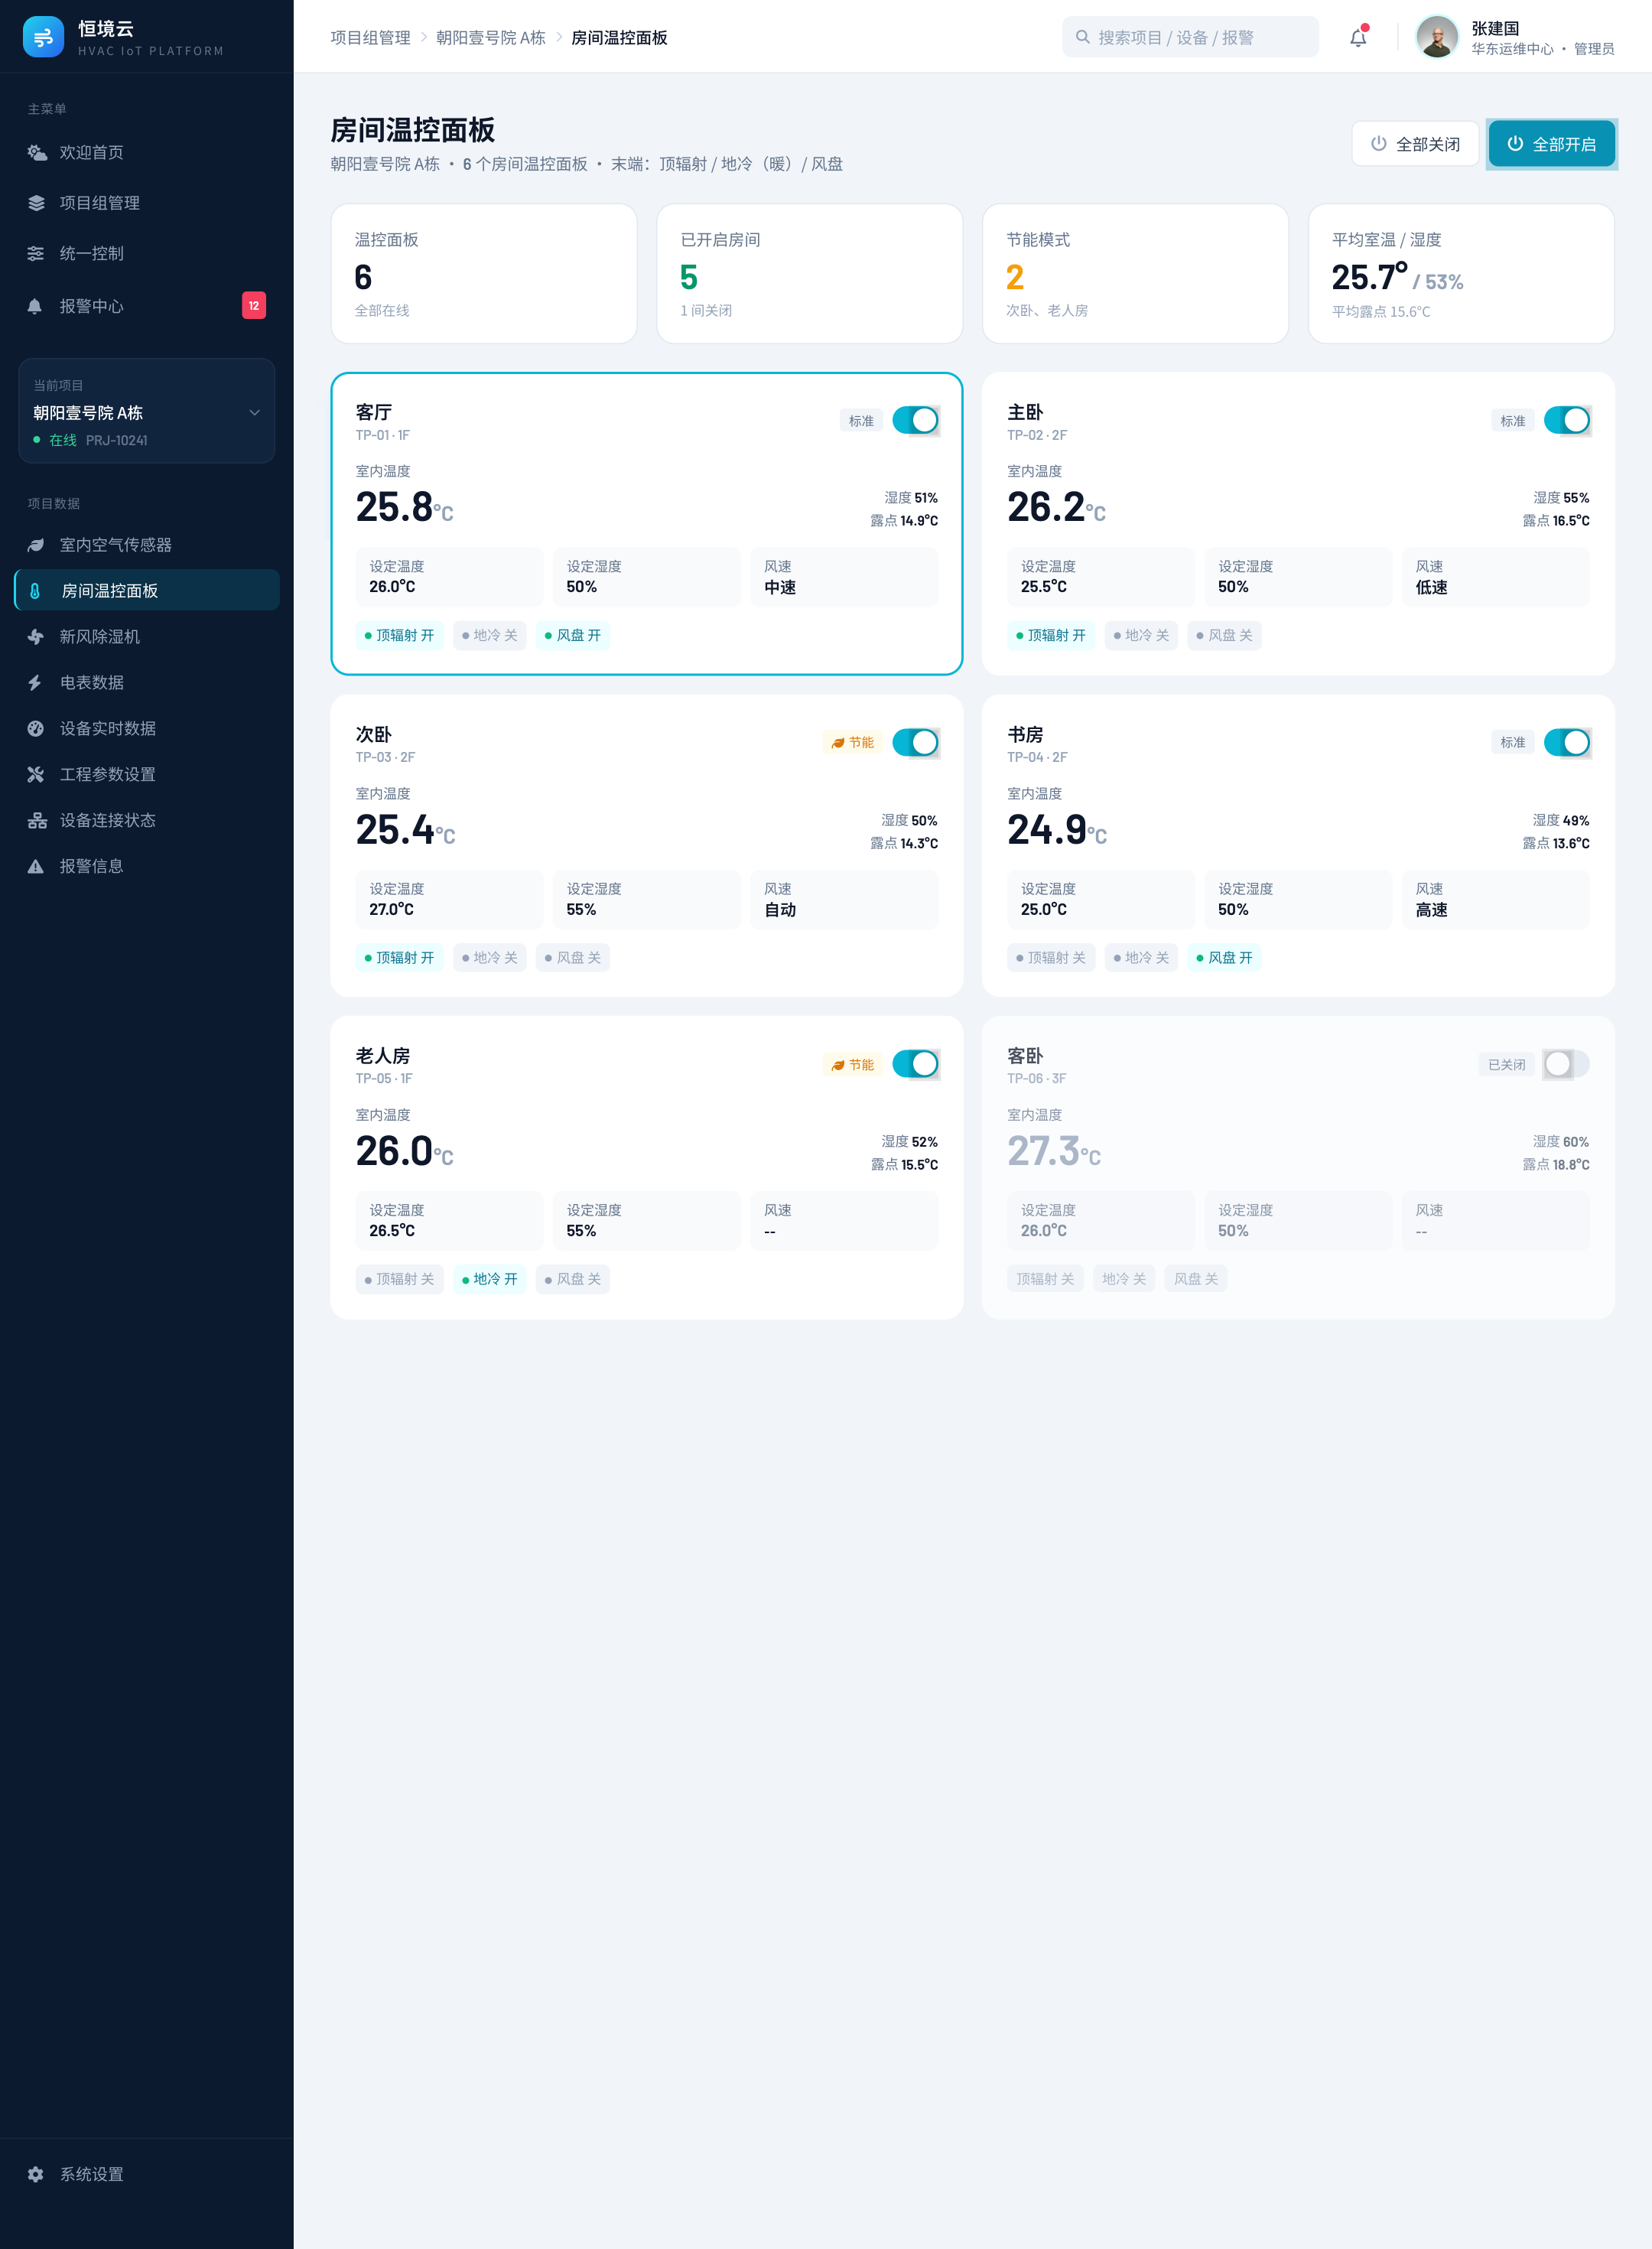 恒境云
HVAC IoT PLATFORM
主菜单
欢迎首页
项目组管理
统一控制
报警中心
12
当前项目
朝阳壹号院 A栋
在线 PRJ-10241
项目数据
室内空气传感器
房间温控面板
新风除湿机
电表数据
设备实时数据
工程参数设置
设备连接状态
报警信息
系统设置
项目组管理 朝阳壹号院 A栋 房间温控面板
搜索项目 / 设备 / 报警
张建国
华东运维中心 · 管理员
房间温控面板
朝阳壹号院 A栋 · 6 个房间温控面板 · 末端：顶辐射 / 地冷（暖）/ 风盘
全部关闭
全部开启
温控面板
6
全部在线
已开启房间
5
1 间关闭
节能模式
2
次卧、老人房
平均室温 / 湿度
25.7° / 53%
平均露点 15.6°C
客厅
TP-01 · 1F
标准
室内温度
25.8°C
湿度 51%
露点 14.9°C
设定温度
26.0°C
设定湿度
50%
风速
中速
顶辐射 开
地冷 关
风盘 开
主卧
TP-02 · 2F
标准
室内温度
26.2°C
湿度 55%
露点 16.5°C
设定温度
25.5°C
设定湿度
50%
风速
低速
顶辐射 开
地冷 关
风盘 关
次卧
TP-03 · 2F
节能
室内温度
25.4°C
湿度 50%
露点 14.3°C
设定温度
27.0°C
设定湿度
55%
风速
自动
顶辐射 开
地冷 关
风盘 关
书房
TP-04 · 2F
标准
室内温度
24.9°C
湿度 49%
露点 13.6°C
设定温度
25.0°C
设定湿度
50%
风速
高速
顶辐射 关
地冷 关
风盘 开
老人房
TP-05 · 1F
节能
室内温度
26.0°C
湿度 52%
露点 15.5°C
设定温度
26.5°C
设定湿度
55%
风速
--
顶辐射 关
地冷 开
风盘 关
客卧
TP-06 · 3F
已关闭
室内温度
27.3°C
湿度 60%
露点 18.8°C
设定温度
26.0°C
设定湿度
50%
风速
--
顶辐射 关
地冷 关
风盘 关